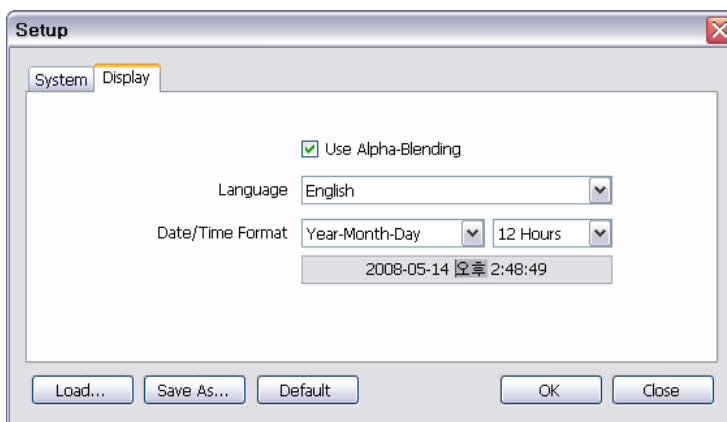 Setup
System Display
Use Alpha-Blending
Language English
Date/Time Format Year-Month-Day 12 Hours
2008-05-14 오후 2:48:49
Load... Save As... Default OK Close